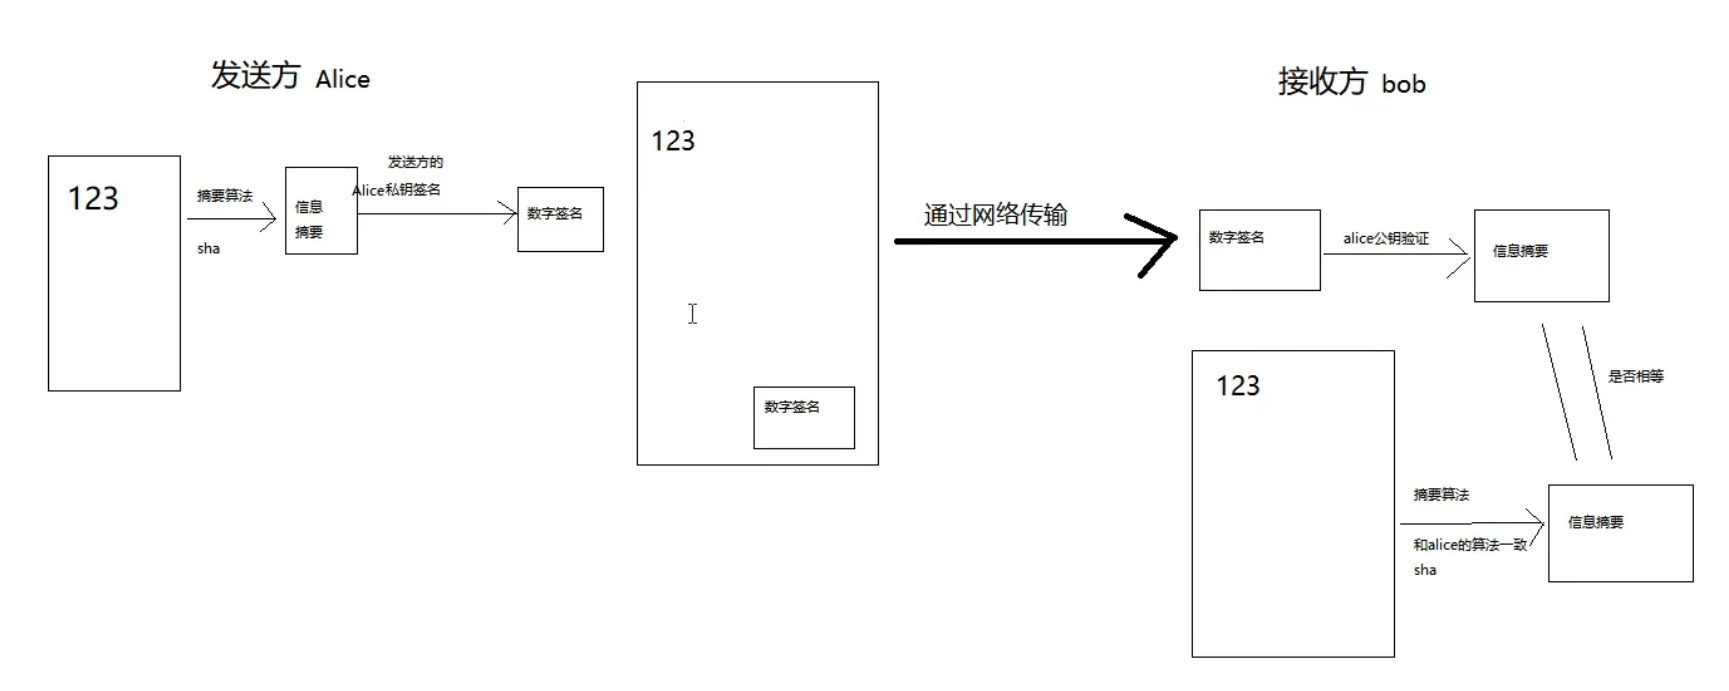 发送方 Alice
123
摘要算法
sha
信息
摘要
发送方的
Alice私钥签名
数字签名
123
数字签名
通过网络传输
接收方 bob
数字签名
alice公钥验证
信息摘要
是否相等
123
摘要算法
和alice的算法一致
sha
信息摘要